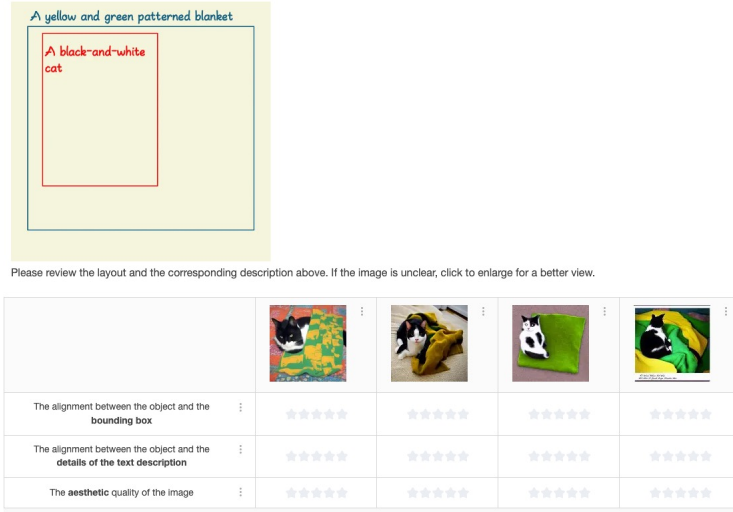 A yellow and green patterned blanket
A black-and-white
cat
Please review the layout and the corresponding description above. If the image is unclear, click to enlarge for a better view.
The alignment between the object and the
bounding box
The alignment between the object and the
details of the text description
The aesthetic quality of the image